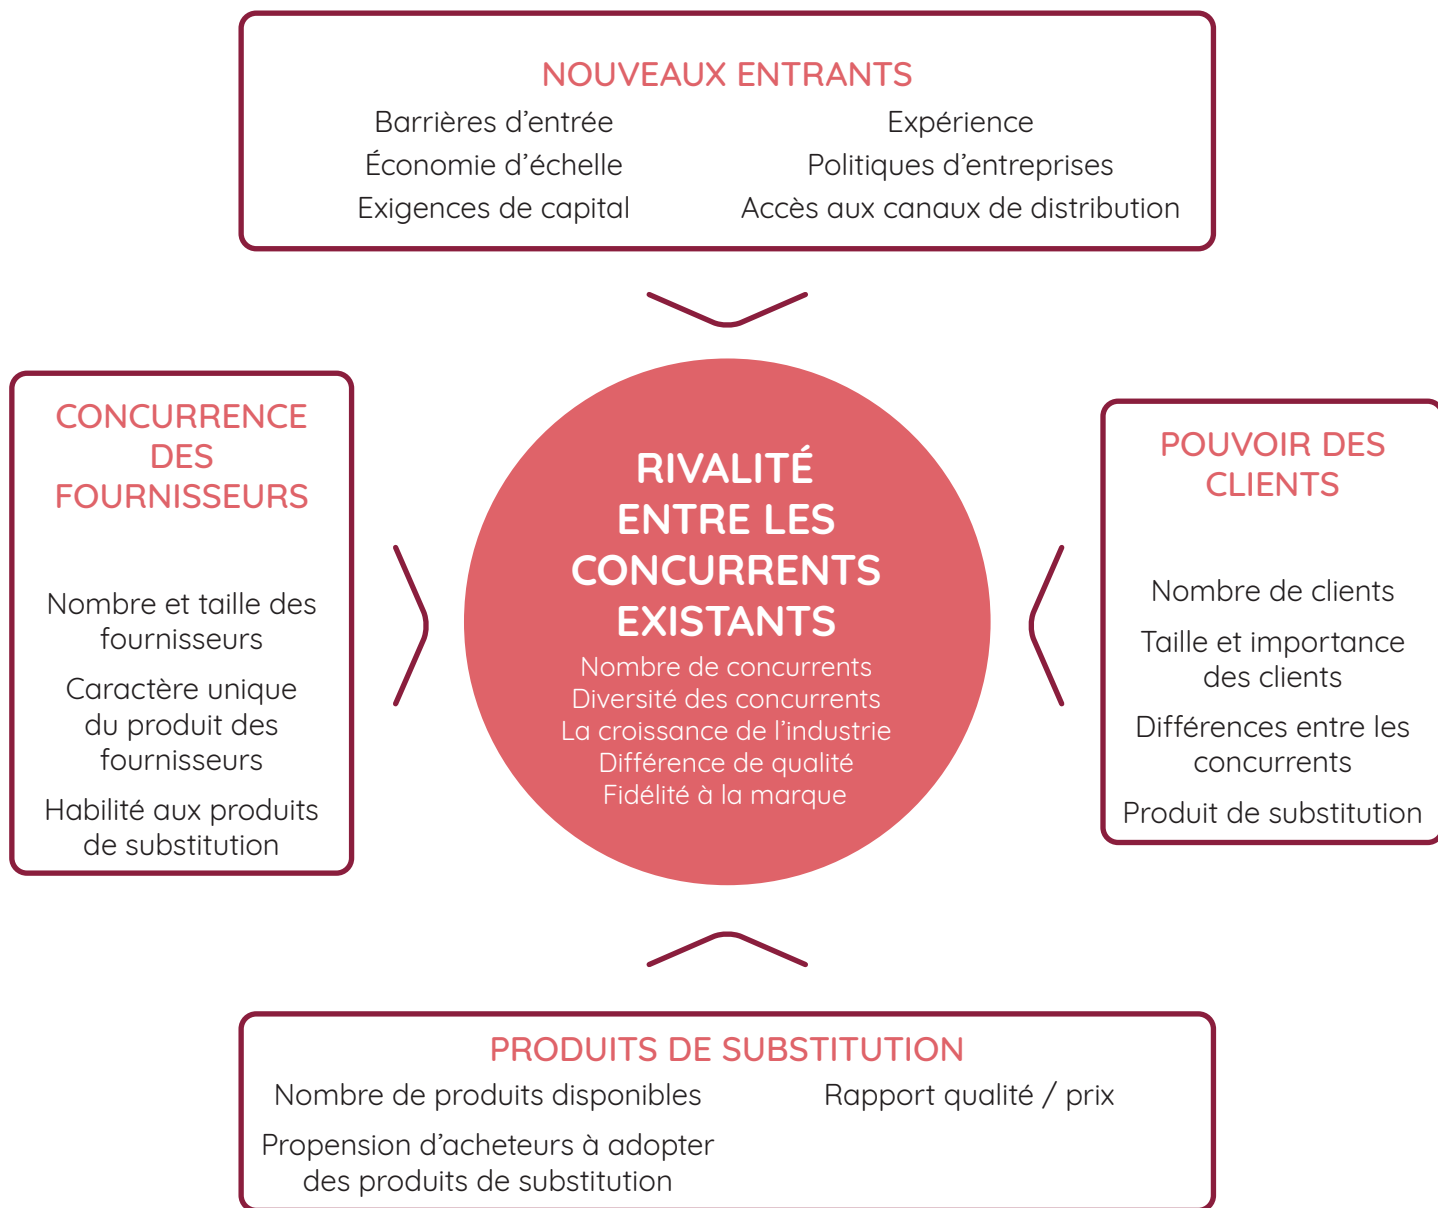 NOUVEAUX ENTRANTS
Barrières d’entrée
Économie d’échelle
Exigences de capital
Expérience
Politiques d’entreprises
Accès aux canaux de distribution
CONCURRENCE
DES
FOURNISSEURS
Nombre et taille des
fournisseurs
Caractère unique
du produit des
fournisseurs
Habilité aux produits
de substitution
RIVALITÉ
ENTRE LES
CONCURRENTS
EXISTANTS
Nombre de concurrents
Diversité des concurrents
La croissance de l’industrie
Différence de qualité
Fidélité à la marque
POUVOIR DES
CLIENTS
Nombre de clients
Taille et importance
des clients
Différences entre les
concurrents
Produit de substitution
PRODUITS DE SUBSTITUTION
Nombre de produits disponibles
Propension d’acheteurs à adopter
des produits de substitution
Rapport qualité / prix